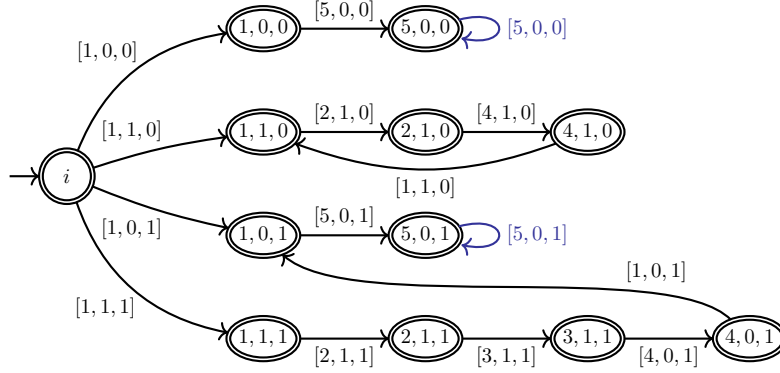 [5, 0, 0]
1, 0, 0
5, 0, 0
[5, 0, 0]
[1, 0, 0]
[2, 1, 0]
[4, 1, 0]
[1, 1, 0]
1, 1, 0
2, 1, 0
4, 1, 0
i
[1, 1, 0]
[5, 0, 1]
[1, 0, 1]
1, 0, 1
5, 0, 1
[5, 0, 1]
[1, 0, 1]
[1, 1, 1]
1, 1, 1
2, 1, 1
3, 1, 1
4, 0, 1
[2, 1, 1]
[3, 1, 1]
[4, 0, 1]